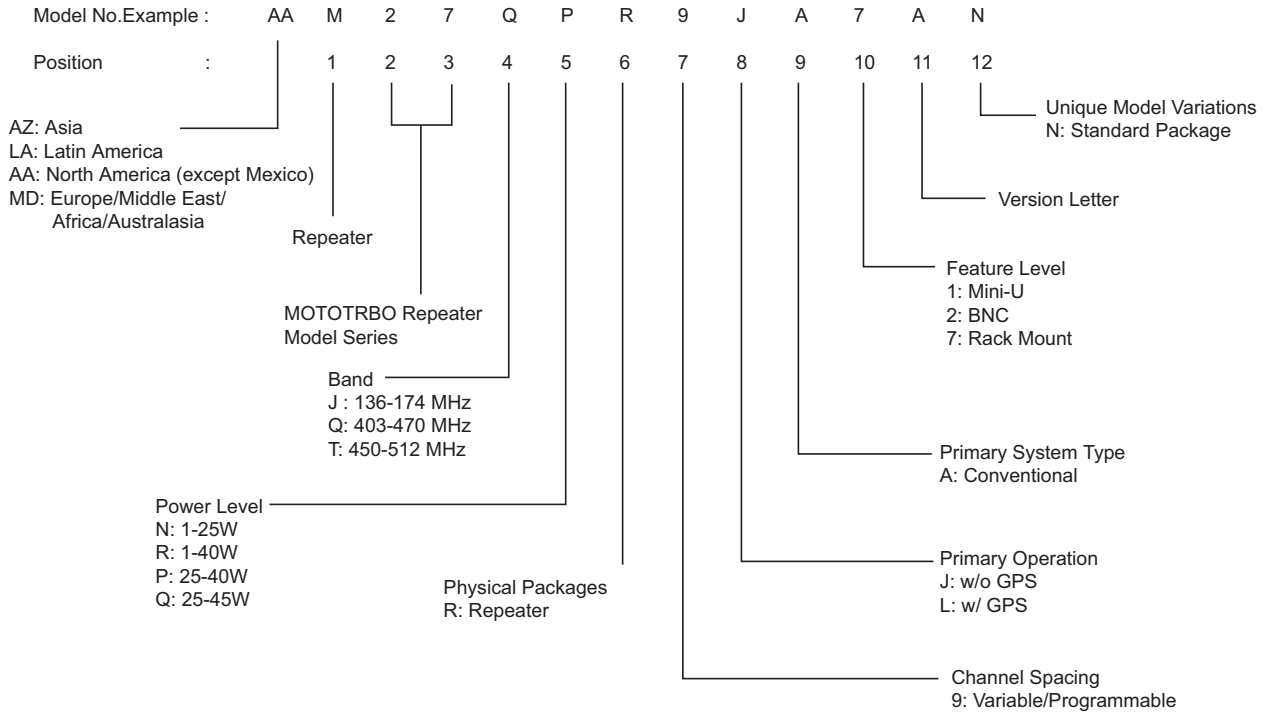 Model No.Example : AA M 2 7 Q P R 9 J A 7 A N
Position : 1 2 3 4 5 6 7 8 9 10 11 12
AZ: Asia
LA: Latin America
AA: North America (except Mexico)
MD: Europe/Middle East/
Africa/Australasia
Repeater
MOTOTRBO Repeater
Model Series
Band
J : 136-174 MHz
Q: 403-470 MHz
T: 450-512 MHz
Power Level
N: 1-25W
R: 1-40W
P: 25-40W
Q: 25-45W
Physical Packages
R: Repeater
Unique Model Variations
N: Standard Package
Version Letter
Feature Level
1: Mini-U
2: BNC
7: Rack Mount
Primary System Type
A: Conventional
Primary Operation
J: w/o GPS
L: w/ GPS
Channel Spacing
9: Variable/Programmable